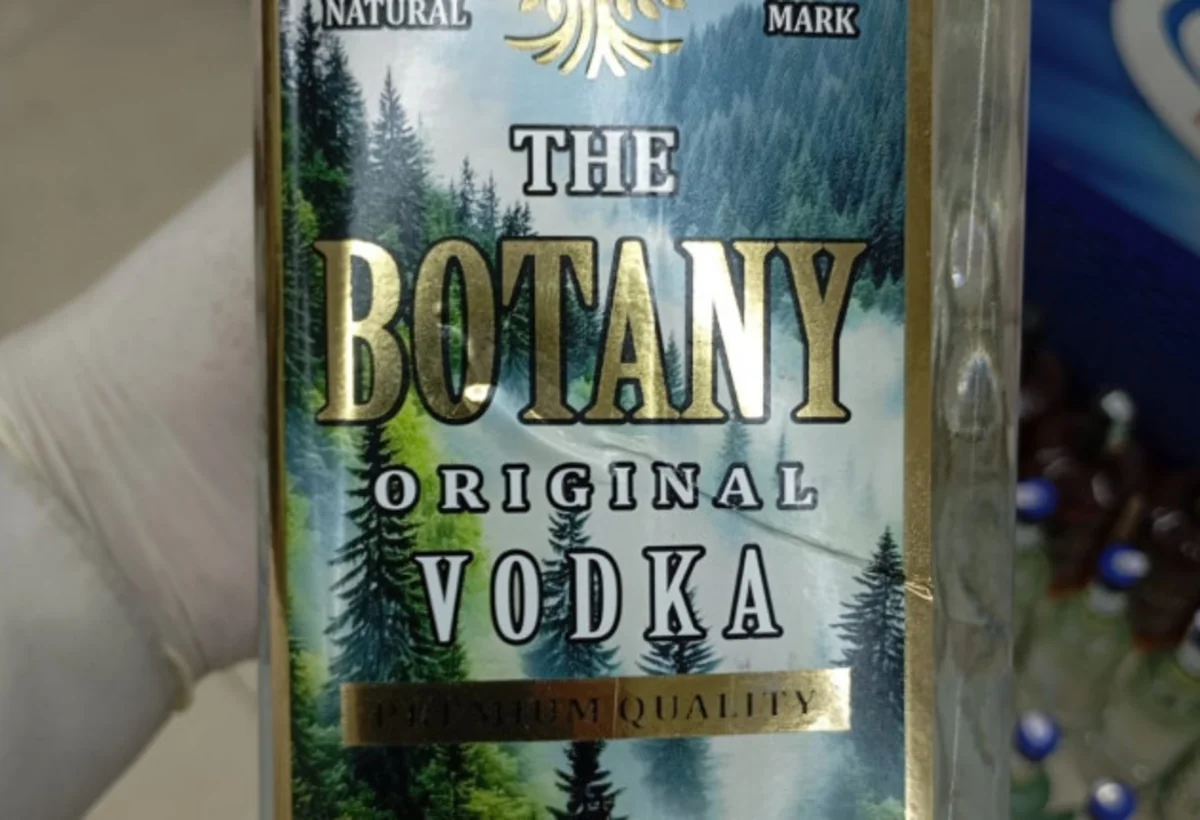 NATURAL MARK
THE
BOTANY
ORIGINAL
VODKA
PREMIUM QUALITY